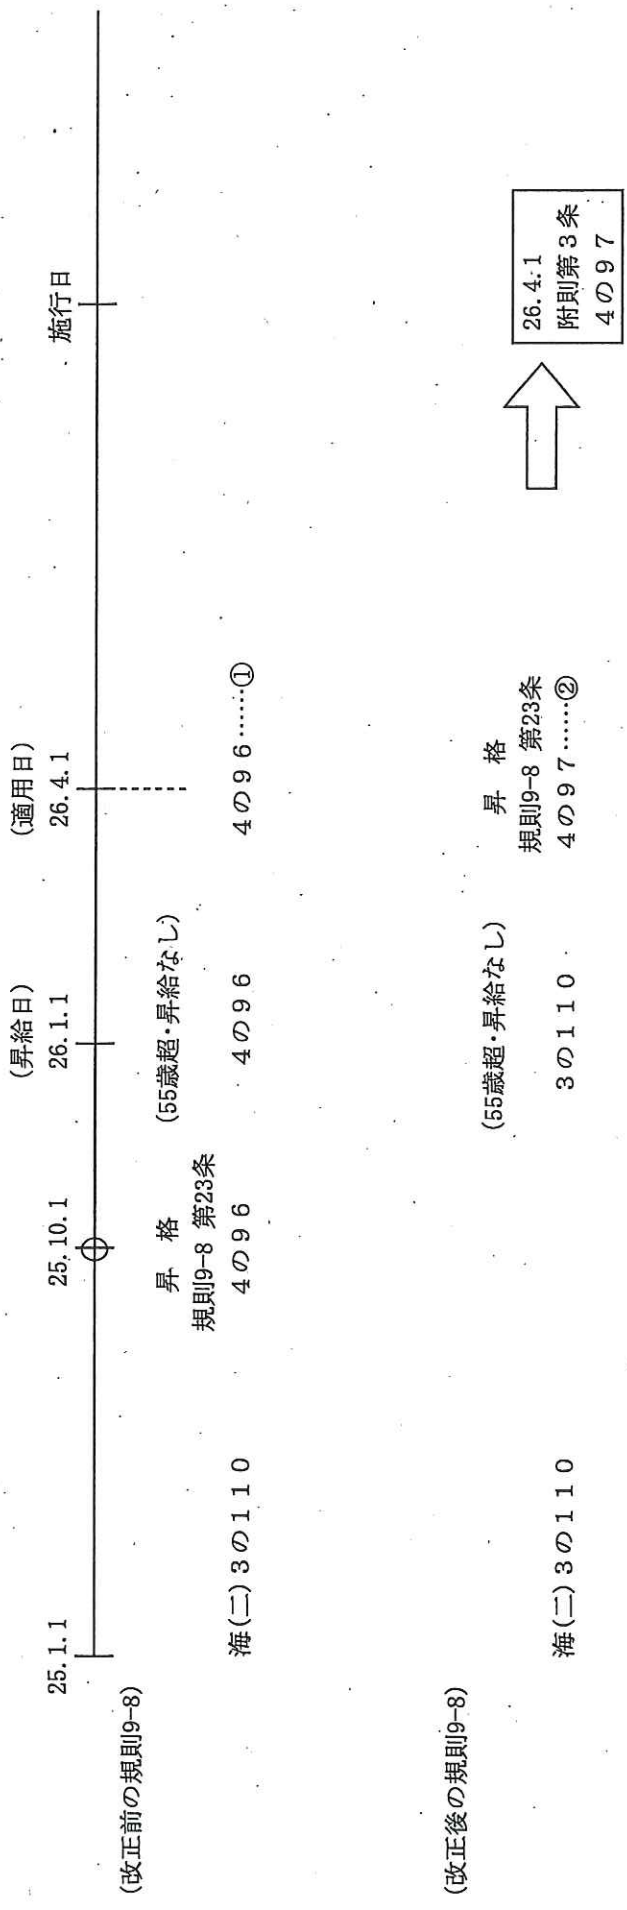 (昇給日)
(適用日)
25.1.1
25.10.1
26.1.1
26.4.1
施行日
(改正前の規則9−8)
昇 格
(55歳超・昇給なし)
規則9−8 第23条
海(二)3の110
4の96
4の96
4の96……①
(改正後の規則9−8)
(55歳超・昇給なし)
昇 格
規則9−8 第23条
海(二)3の110
3の110
4の97……②
26.4.1
附則第3条
4の97